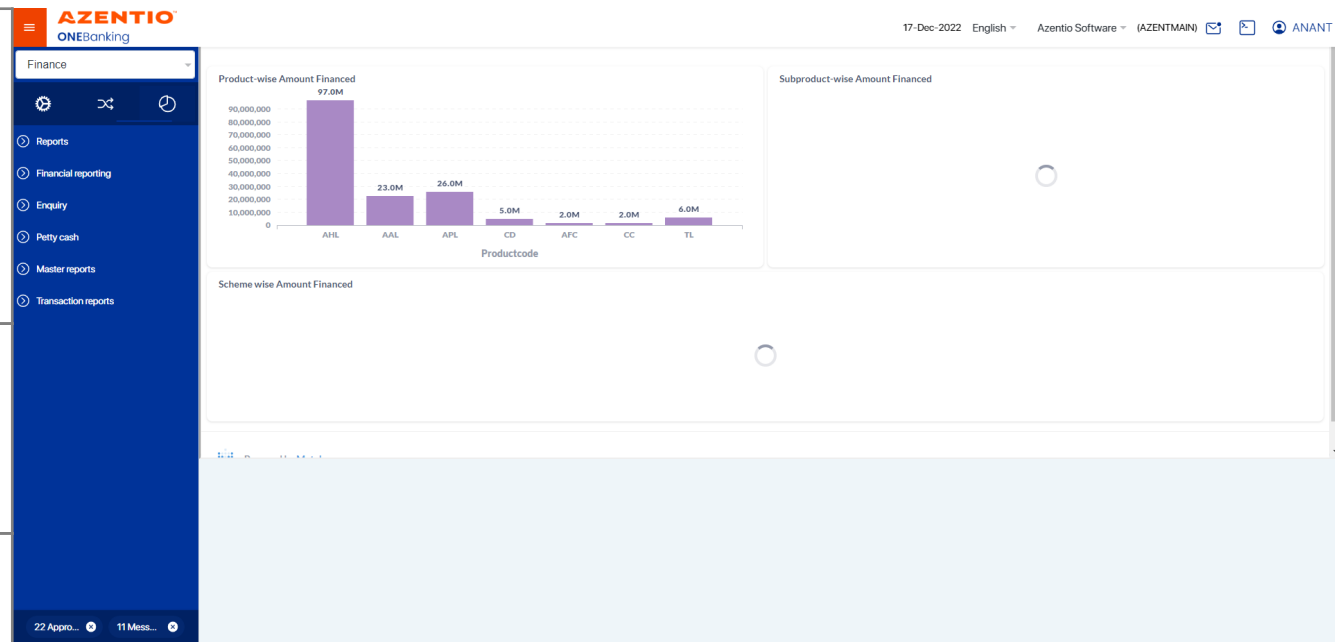 AZENTIO
ONEBanking
17-Dec-2022 English Azentio Software (AZENTMAIN) ANANT
Finance
Reports
Financial reporting
Enquiry
Petty cash
Master reports
Transaction reports
22 Appro... 11 Mess...
Product-wise Amount Financed
97.0M
90,000,000
80,000,000
70,000,000
60,000,000
50,000,000
40,000,000
30,000,000
20,000,000
10,000,000
0
23.0M
26.0M
5.0M
2.0M
2.0M
6.0M
AHL AAL APL CD AFC CC TL
Productcode
Subproduct-wise Amount Financed
Scheme wise Amount Financed